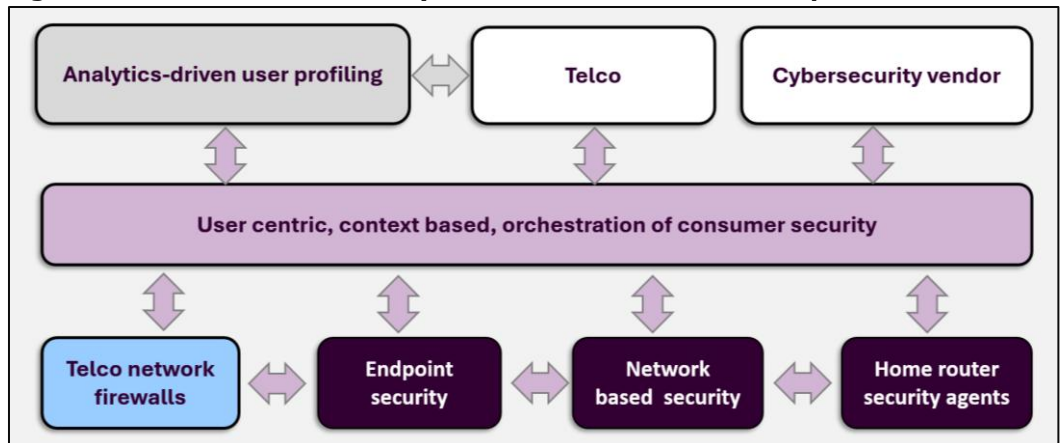 Analytics-driven user profiling
Telco
Cybersecurity vendor
User centric, context based, orchestration of consumer security
Telco network
firewalls
Endpoint
security
Network
based security
Home router
security agents